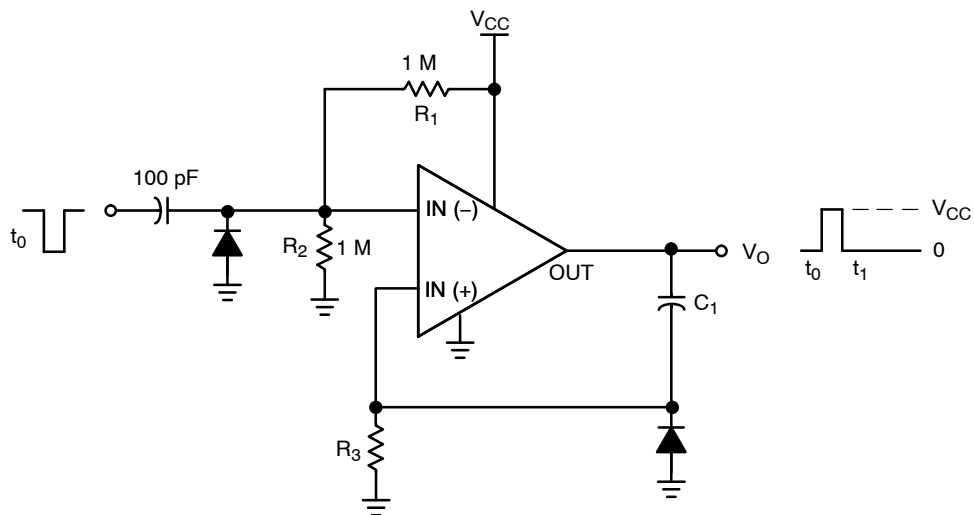 V_CC
1 M
R_1
100 pF
t_0
IN (−)
R_2
1 M
IN (+)
OUT
V_O
V_CC
0
t_0
t_1
C_1
R_3